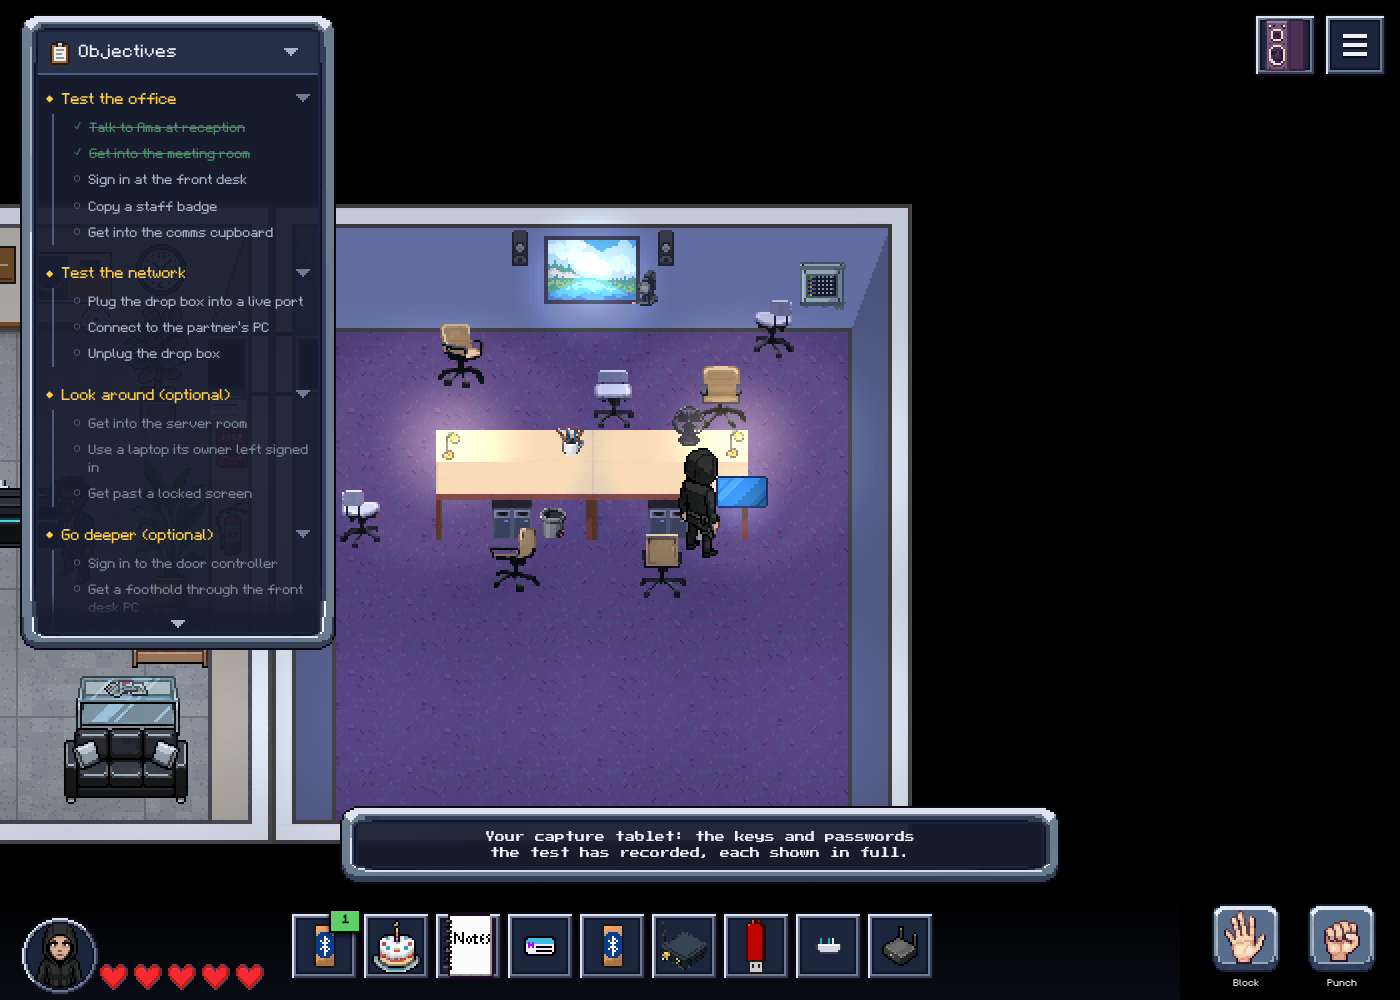 Objectives
Test the office
Talk to Ama at reception
Get into the meeting room
Sign in at the front desk
Copy a staff badge
Get into the comms cupboard
Test the network
Plug the drop box into a live port
Connect to the partner's PC
Unplug the drop box
Look around (optional)
Get into the server room
Use a laptop its owner left signed
in
Get past a locked screen
Go deeper (optional)
Sign in to the door controller
Get a foothold through the front
desk PC
Your capture tablet: the keys and passwords
the test has recorded, each shown in full.
1
Notes
Block
Punch